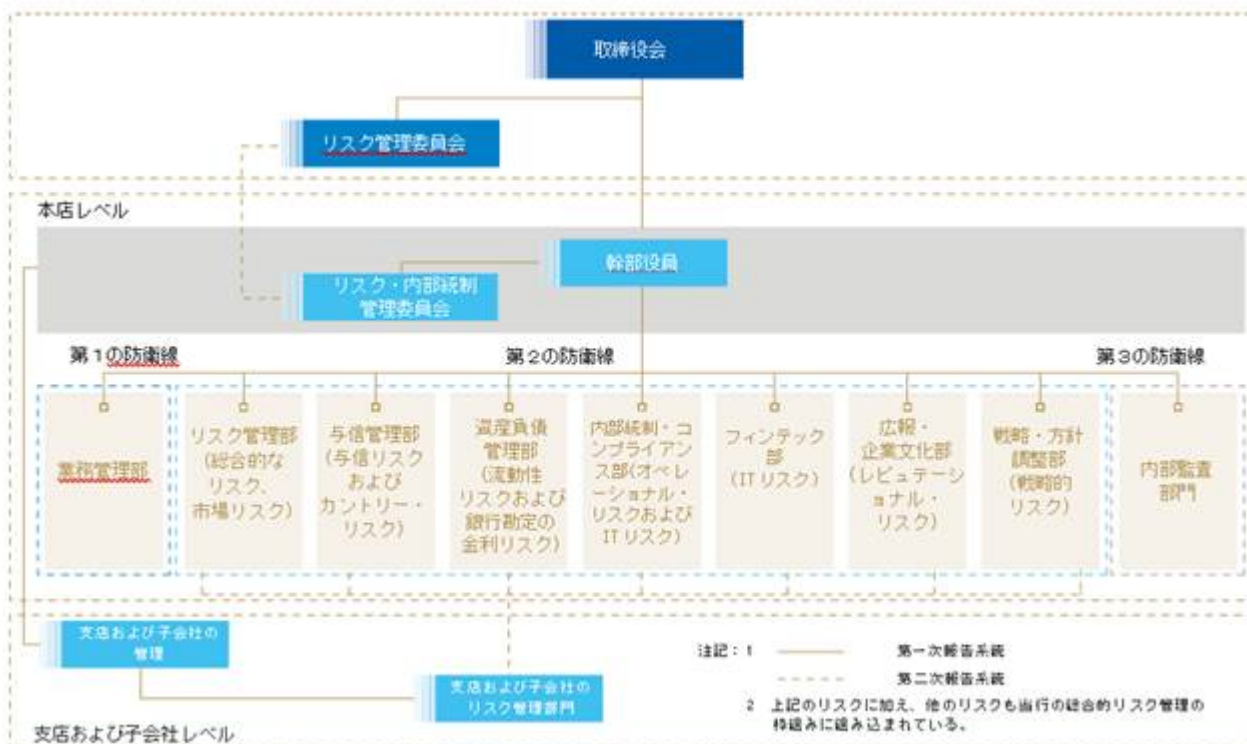 取締役会
リスク管理委員会
本店レベル
幹部役員
リスク・内部統制
管理委員会
第1の防衛線
第2の防衛線
第3の防衛線
業務管理部
リスク管理部
(総合的な
リスク、
市場リスク)
与信管理部
(与信リスク
および
カントリー・
リスク)
資産負債
管理部
(流動性
リスクおよび
銀行勘定の
金利リスク)
内部統制・コ
ンプライアン
ス部(オペレ
ーショナル・
リスクおよび
ITリスク)
フィンテック
部
(ITリスク)
広報・
企業文化部
(レピュテーシ
ョナル・
リスク)
戦略・方針
調整部
(戦略的
リスク)
内部監査
部門
支店および子会社の
管理
支店および子会社の
リスク管理部門
支店および子会社レベル
注記:1 第一次報告系統
第二次報告系統
2 上記のリスクに加え、他のリスクも当行の総合的リスク管理の
枠組みに組み込まれている。